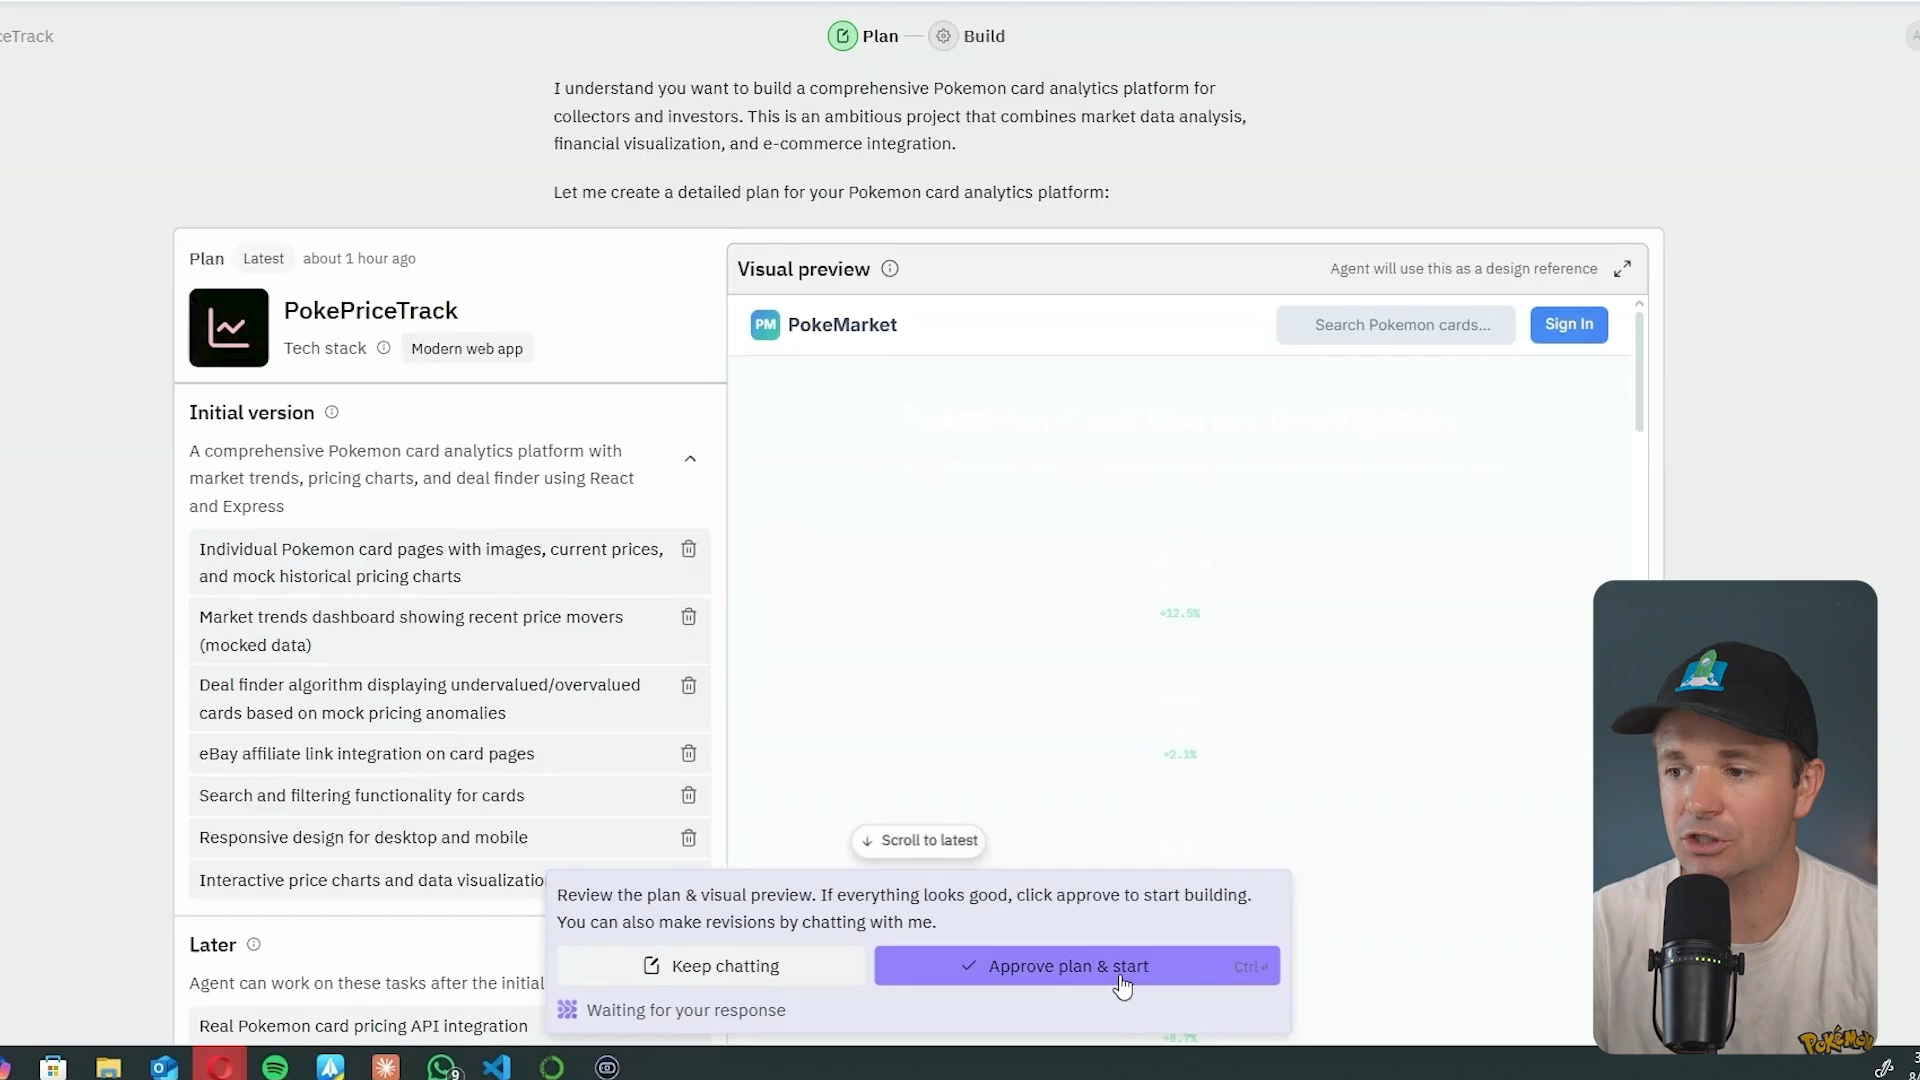 ceTrack
Plan
Build
I understand you want to build a comprehensive Pokemon card analytics platform for
collectors and investors. This is an ambitious project that combines market data analysis,
financial visualization, and e-commerce integration.
Let me create a detailed plan for your Pokemon card analytics platform:
Plan Latest about 1 hour ago
PokePriceTrack
Tech stack Modern web app
Initial version
A comprehensive Pokemon card analytics platform with
market trends, pricing charts, and deal finder using React
and Express
Individual Pokemon card pages with images, current prices,
and mock historical pricing charts
Market trends dashboard showing recent price movers
(mocked data)
Deal finder algorithm displaying undervalued/overvalued
cards based on mock pricing anomalies
eBay affiliate link integration on card pages
Search and filtering functionality for cards
Responsive design for desktop and mobile
Interactive price charts and data visualizatio
Later
Agent can work on these tasks after the initial
Real Pokemon card pricing API integration
Visual preview
Agent will use this as a design reference
PM PokeMarket
Search Pokemon cards...
Sign In
+12.5%
+2.1%
+8.7%
Scroll to latest
Review the plan & visual preview. If everything looks good, click approve to start building.
You can also make revisions by chatting with me.
Keep chatting
Approve plan & start Ctrl
Waiting for your response
9
Pokémon